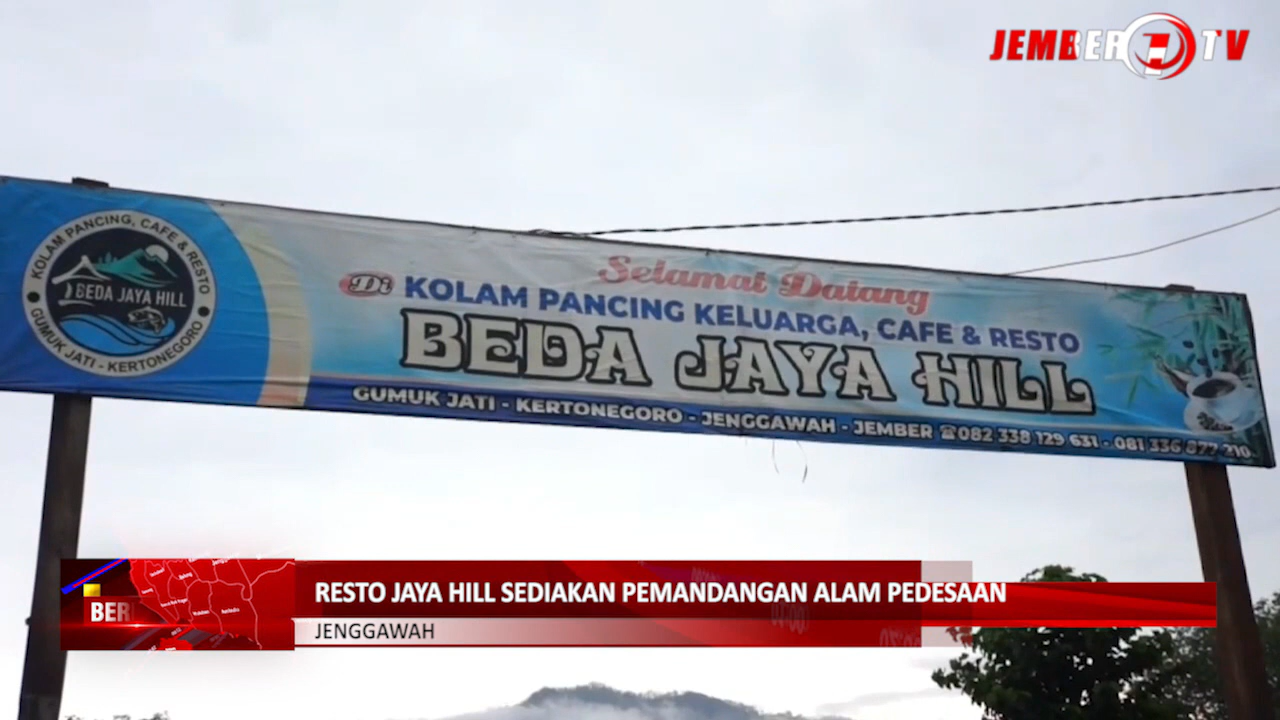 JEMBER 1 TV
KOLAM PANCING, CAFE & RESTO
BEDA JAYA HILL
GUMUK JATI - KERTONEGORO
Selamat Datang
Di KOLAM PANCING KELUARGA, CAFE & RESTO
BEDA JAYA HILL
GUMUK JATI - KERTONEGORO - JENGGAWAH - JEMBER ☎082 338 129 631 - 081 336 877 210
BER
RESTO JAYA HILL SEDIAKAN PEMANDANGAN ALAM PEDESAAN
JENGGAWAH